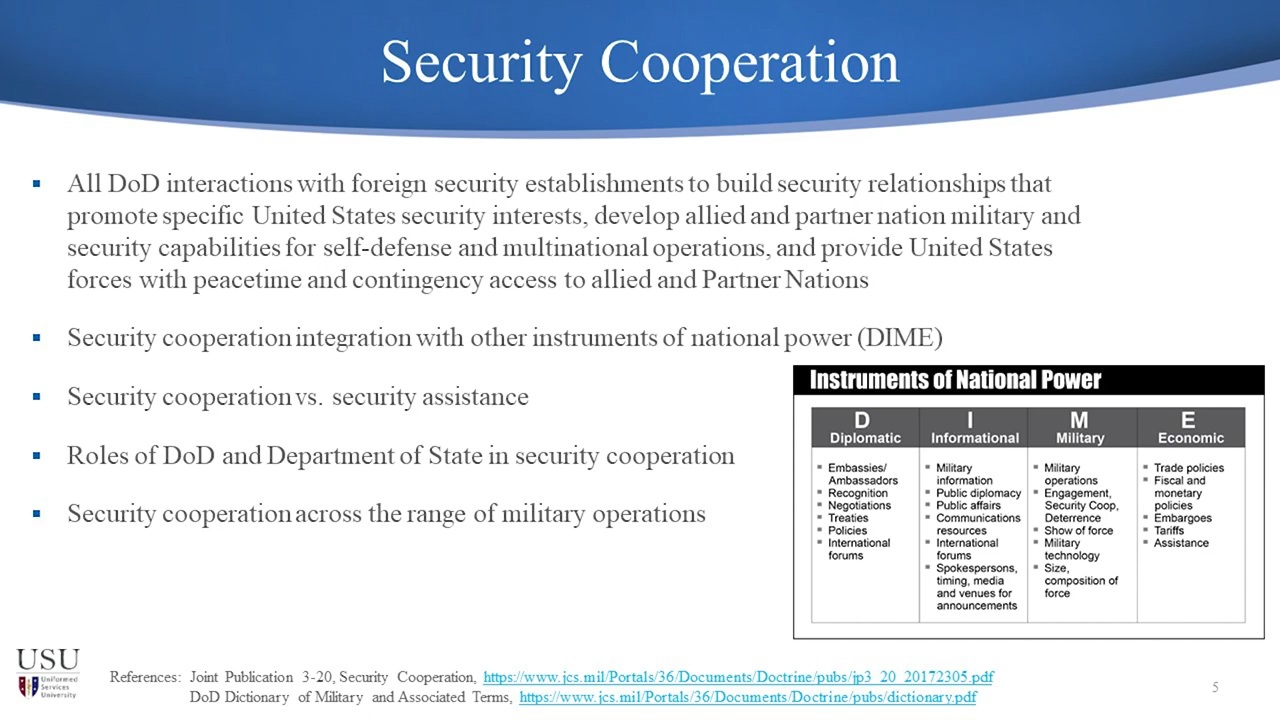 Security Cooperation
▪ All DoD interactions with foreign security establishments to build security relationships that
promote specific United States security interests, develop allied and partner nation military and
security capabilities for self-defense and multinational operations, and provide United States
forces with peacetime and contingency access to allied and Partner Nations
▪ Security cooperation integration with other instruments of national power (DIME)
▪ Security cooperation vs. security assistance
▪ Roles of DoD and Department of State in security cooperation
▪ Security cooperation across the range of military operations
Instruments of National Power
D
Diplomatic
▪ Embassies/
Ambassadors
▪ Recognition
▪ Negotiations
▪ Treaties
▪ Policies
▪ International
forums
I
Informational
▪ Military
information
▪ Public diplomacy
▪ Public affairs
▪ Communications
resources
▪ International
forums
▪ Spokespersons,
timing, media
and venues for
announcements
M
Military
▪ Military
operations
▪ Engagement,
Security Coop,
Deterrence
▪ Show of force
▪ Military
technology
▪ Size,
composition of
force
E
Economic
▪ Trade policies
▪ Fiscal and
monetary
policies
▪ Embargoes
▪ Tariffs
▪ Assistance
USU
Uniformed
Services
University
References: Joint Publication 3-20, Security Cooperation, https://www.jcs.mil/Portals/36/Documents/Doctrine/pubs/jp3_20_20172305.pdf
DoD Dictionary of Military and Associated Terms, https://www.jcs.mil/Portals/36/Documents/Doctrine/pubs/dictionary.pdf
5